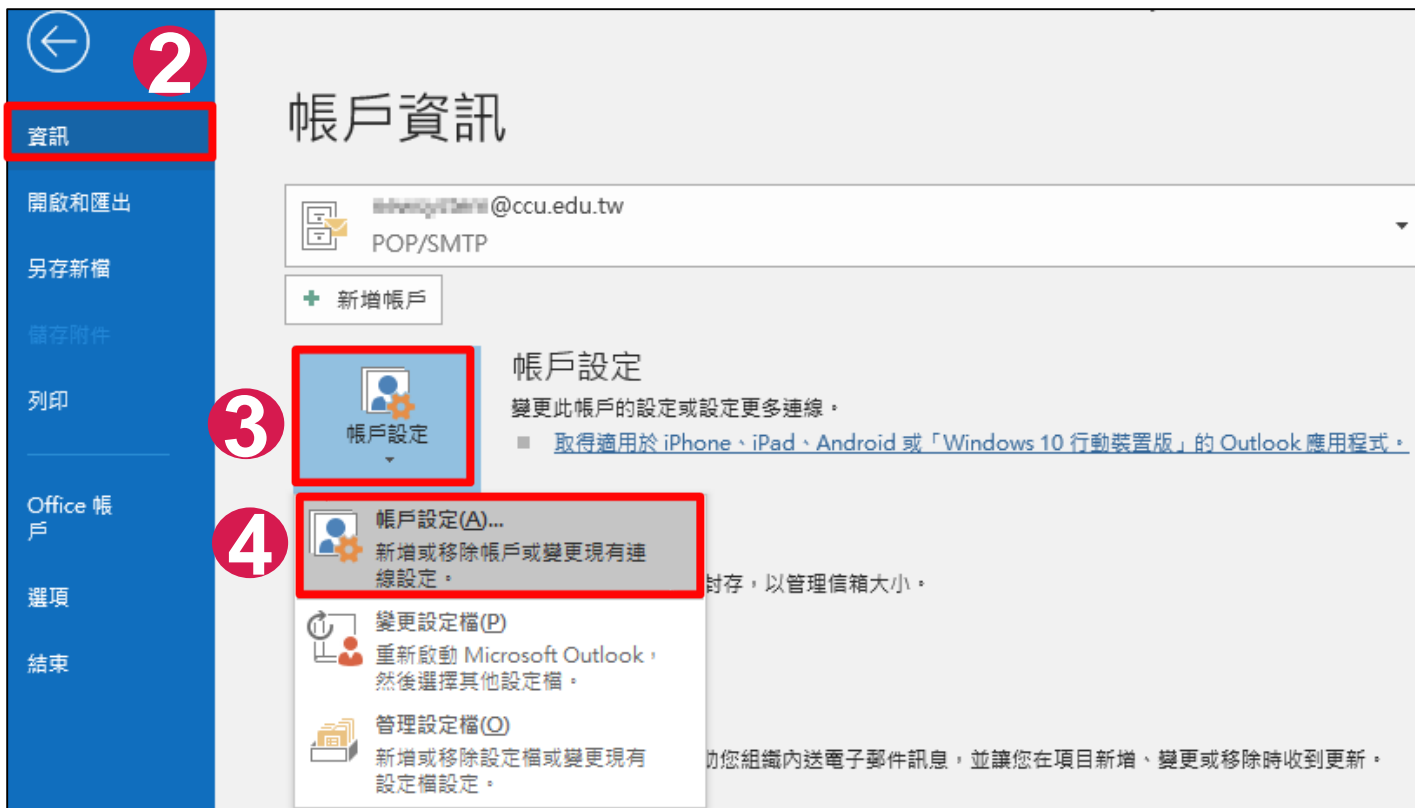 2
資訊
開啟和匯出
另存新檔
儲存附件
列印
Office 帳
戶
選項
結束
帳戶資訊
@ccu.edu.tw
POP/SMTP
新增帳戶
3
帳戶設定
帳戶設定
變更此帳戶的設定或設定更多連線。
取得適用於 iPhone、iPad、Android 或「Windows 10 行動裝置版」的 Outlook 應用程式。
4
帳戶設定(A)...
新增或移除帳戶或變更現有連
線設定。
封存，以管理信箱大小。
變更設定檔(P)
重新啟動 Microsoft Outlook，
然後選擇其他設定檔。
管理設定檔(O)
新增或移除設定檔或變更現有
設定檔設定。
助您組織內送電子郵件訊息，並讓您在項目新增、變更或移除時收到更新。